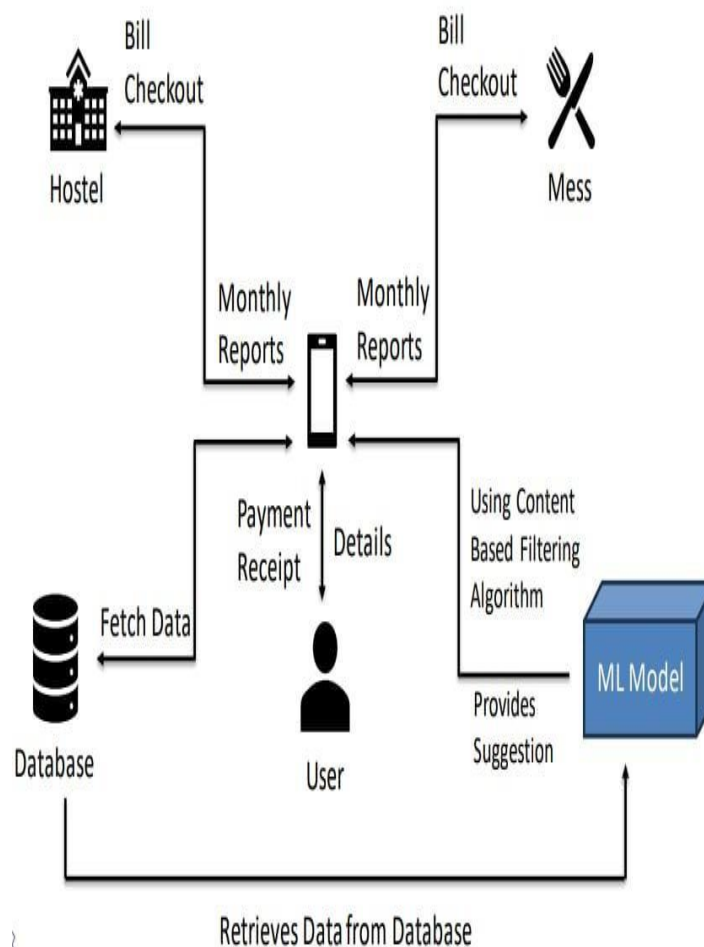 Bill
Checkout
Hostel
Bill
Checkout
Mess
Monthly
Reports
Monthly
Reports
Payment
Receipt
Details
Using Content
Based Filtering
Algorithm
Fetch Data
Database
User
Provides
Suggestion
ML Model
Retrieves Data from Database